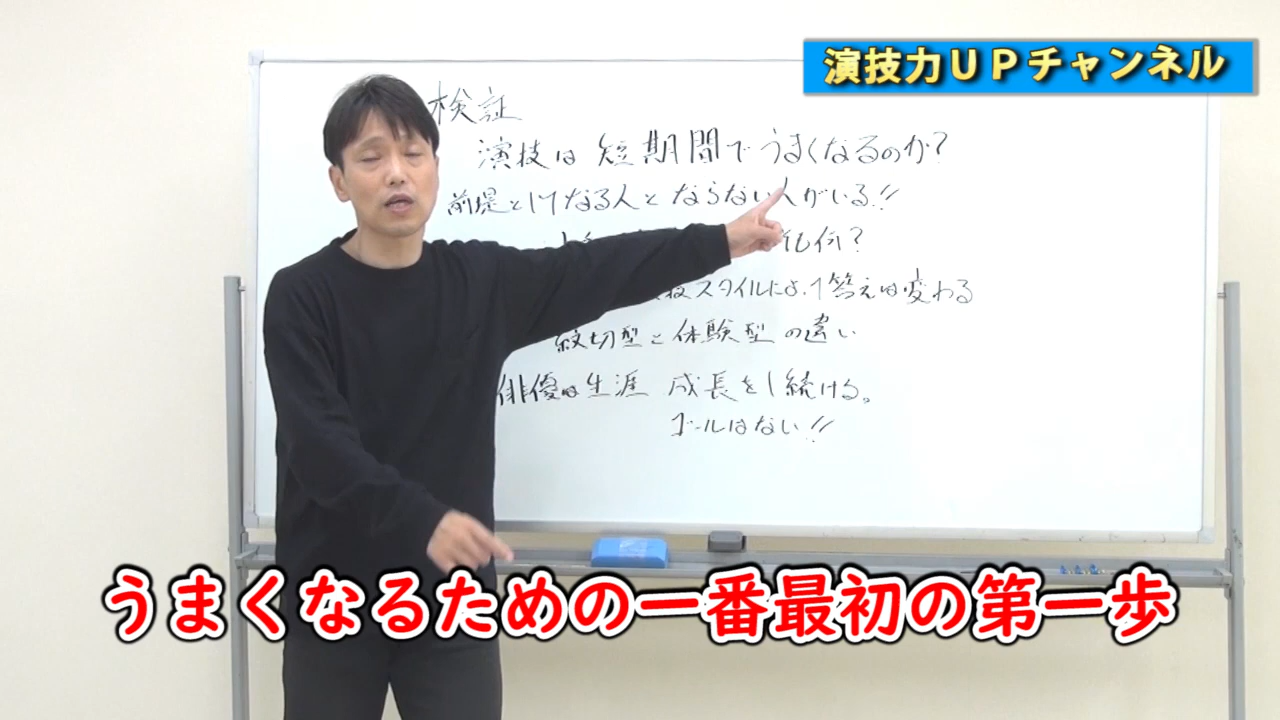 演技力UPチャンネル
検証
演技は短期間でうまくなるのか?
前提としてなる人とならない人がいる!!
化何?
スタイルによって答えは変わる
紋切型と体験型の違い
俳優は生涯 成長をし続ける。
ゴールはない!!
うまくなるための一番最初の第一歩